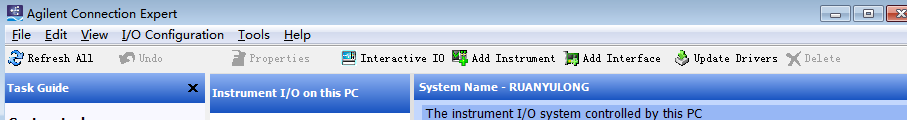 Agilent Connection Expert
File Edit View I/O Configuration Tools Help
Refresh All Undo Properties Interactive IO Add Instrument Add Interface Update Drivers Delete
Task Guide
Instrument I/O on this PC
System Name - RUANYULONG
The instrument I/O system controlled by this PC